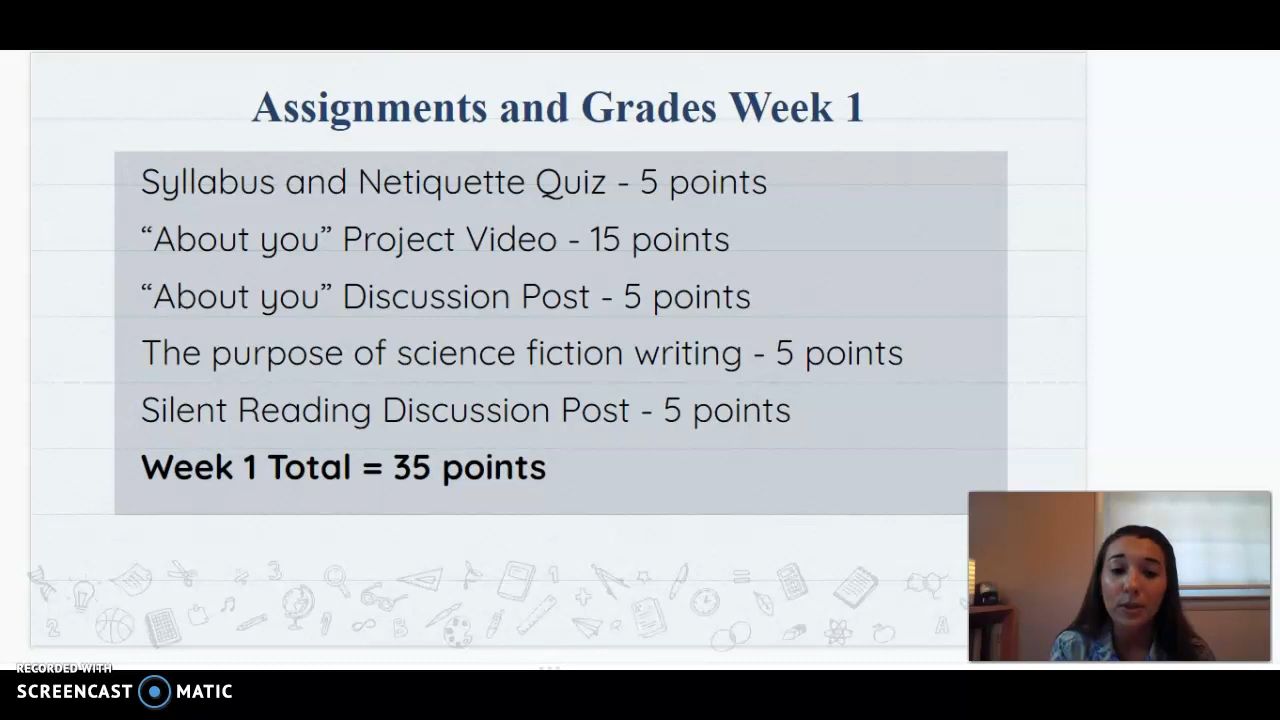 Assignments and Grades Week 1
Syllabus and Netiquette Quiz - 5 points
“About you” Project Video - 15 points
“About you” Discussion Post - 5 points
The purpose of science fiction writing - 5 points
Silent Reading Discussion Post - 5 points
Week 1 Total = 35 points
RECORDED WITH
SCREENCAST MATIC